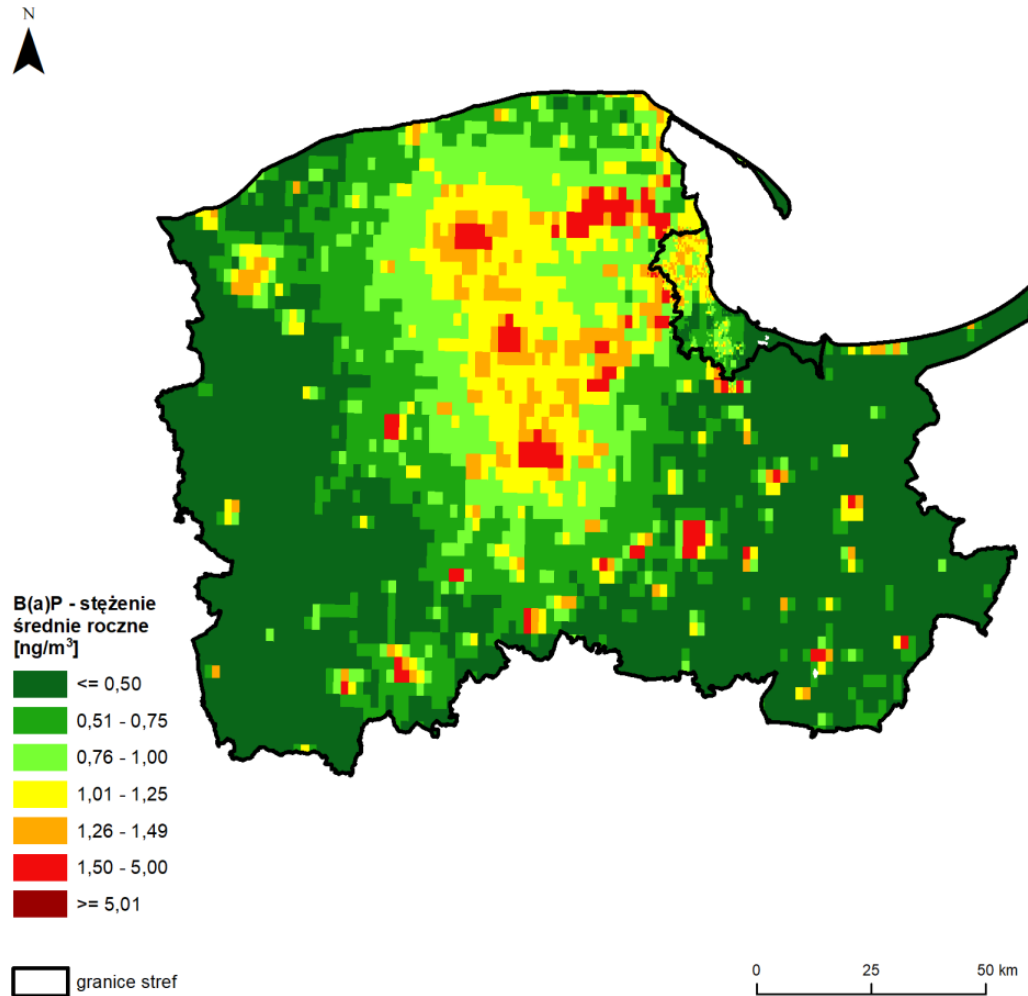 N
B(a)P - stężenie
średnie roczne
[ng/m³]
<= 0,50
0,51 - 0,75
0,76 - 1,00
1,01 - 1,25
1,26 - 1,49
1,50 - 5,00
>= 5,01
granice stref
0 25 50 km